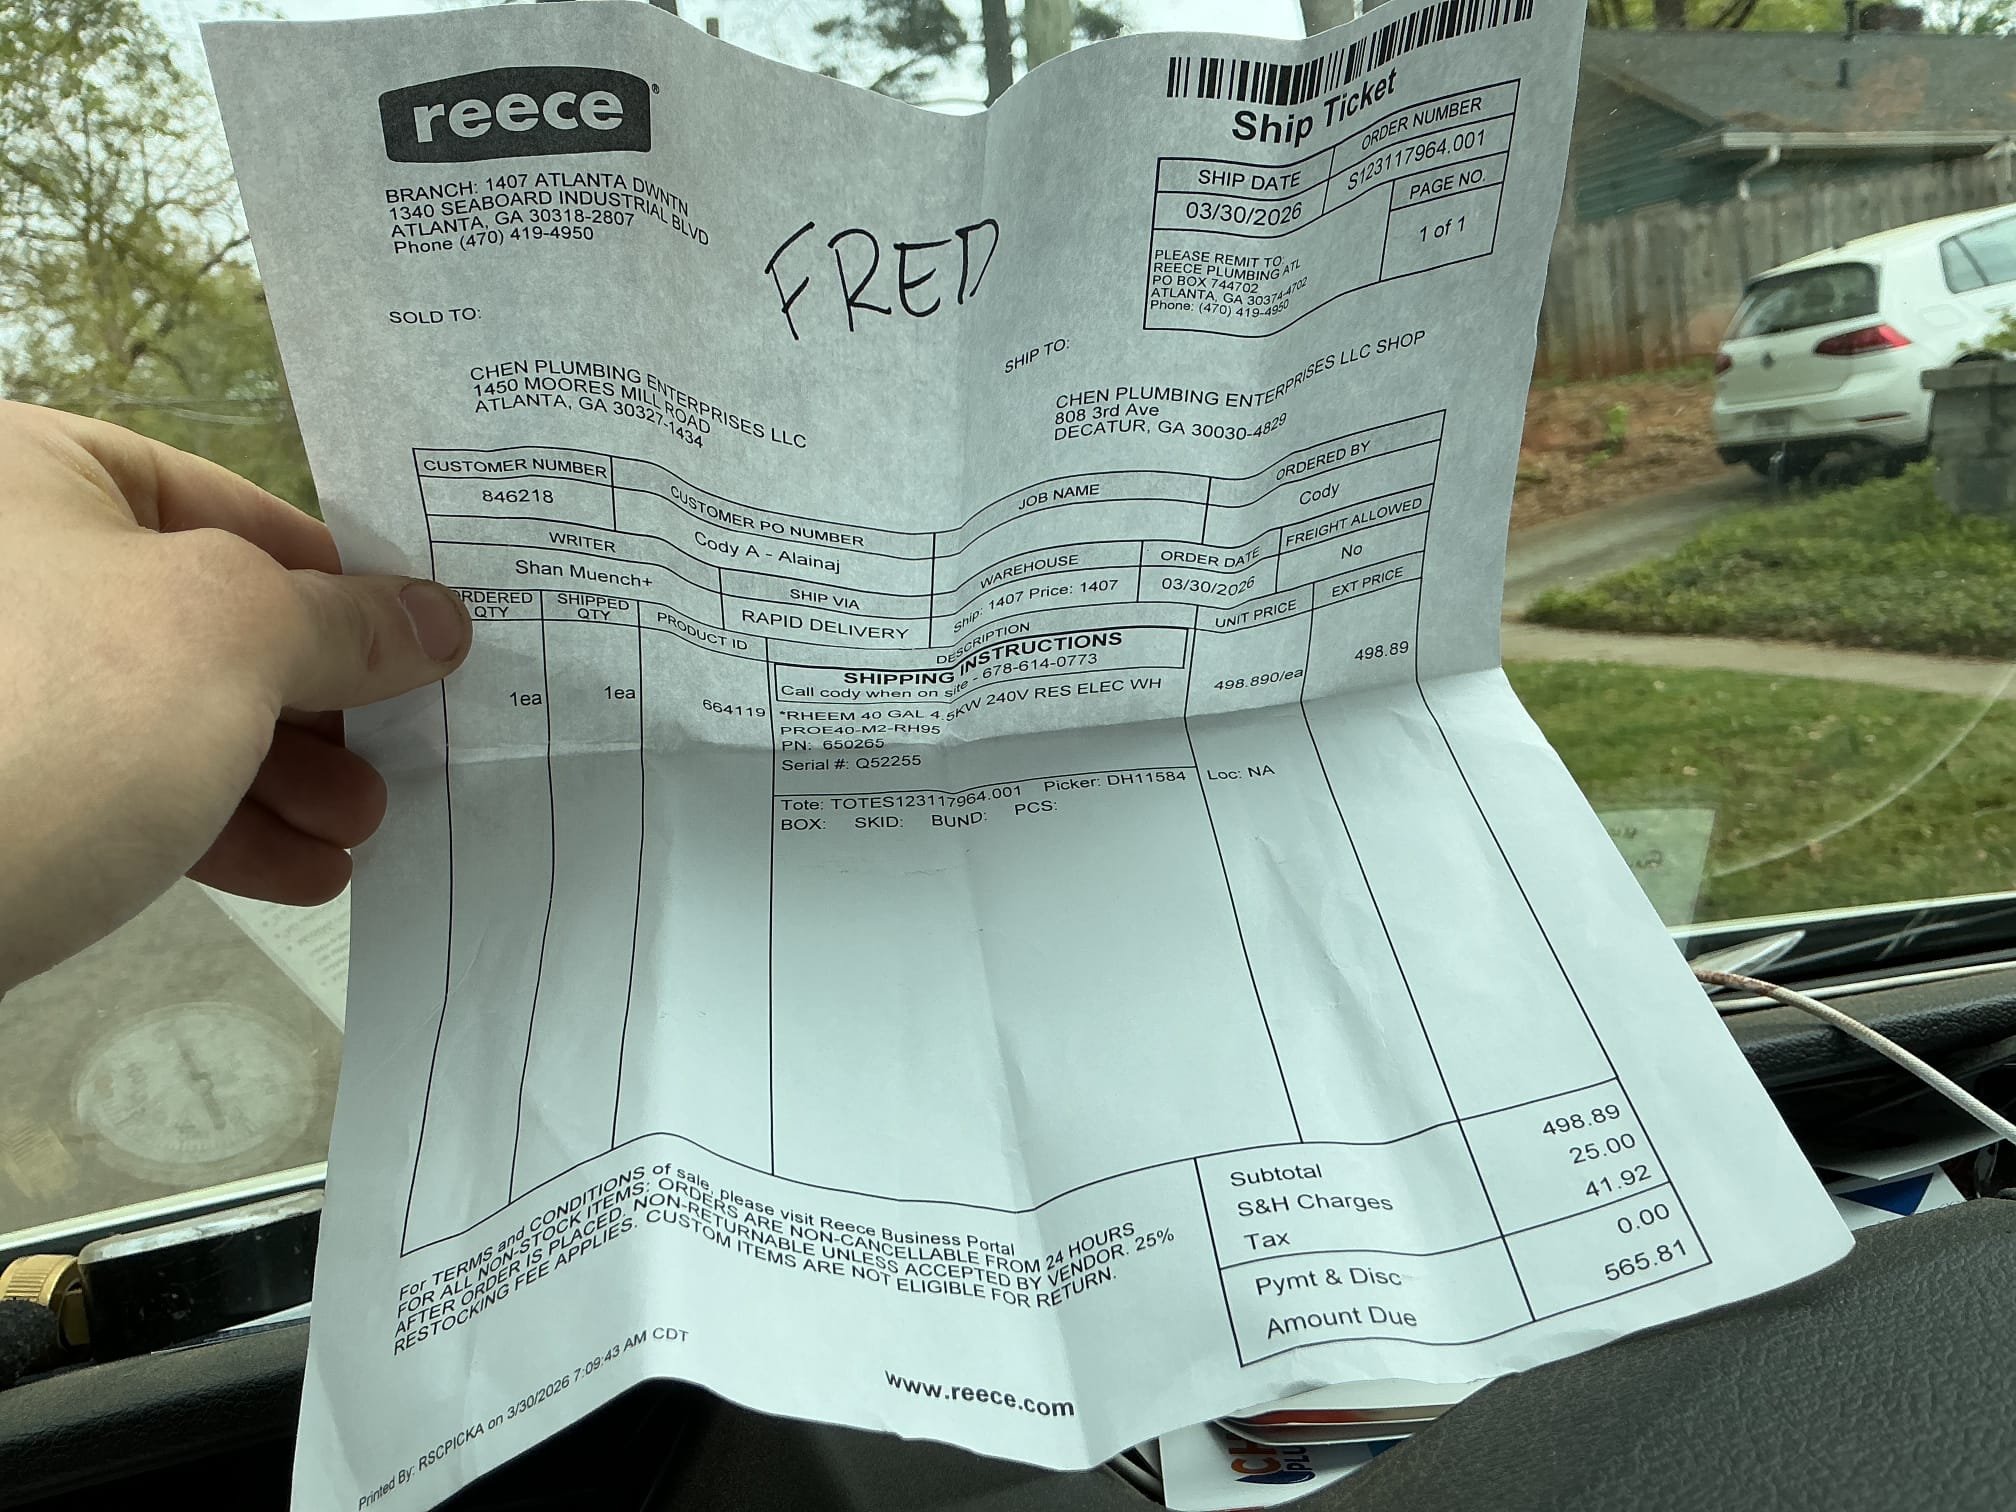 reece®
BRANCH: 1407 ATLANTA DWNTN
1340 SEABOARD INDUSTRIAL BLVD
ATLANTA, GA 30318-2807
Phone (470) 419-4950
FRED
Ship Ticket
SHIP DATE
ORDER NUMBER
03/30/2026
S123117964.001
PAGE NO.
1 of 1
PLEASE REMIT TO:
REECE PLUMBING ATL
PO BOX 744702
ATLANTA, GA 30374-4702
Phone: (470) 419-4950
SOLD TO:
CHEN PLUMBING ENTERPRISES LLC
1450 MOORES MILL ROAD
ATLANTA, GA 30327-1434
SHIP TO:
CHEN PLUMBING ENTERPRISES LLC SHOP
808 3rd Ave
DECATUR, GA 30030-4829
CUSTOMER NUMBER CUSTOMER PO NUMBER JOB NAME ORDERED BY
846218 Cody A - Alainaj Cody
WRITER SHIP VIA WAREHOUSE ORDER DATE FREIGHT ALLOWED
Shan Muench+ RAPID DELIVERY Ship: 1407 Price: 1407 03/30/2026 No
ORDERED QTY SHIPPED QTY PRODUCT ID DESCRIPTION UNIT PRICE EXT PRICE
SHIPPING INSTRUCTIONS
Call cody when on site - 678-614-0773
1ea 1ea 664119 *RHEEM 40 GAL 4.5KW 240V RES ELEC WH 498.890/ea 498.89
PROE40-M2-RH95
PN: 650265
Serial #: Q52255
Tote: TOTES123117964.001 Picker: DH11584 Loc: NA
BOX: SKID: BUND: PCS:
Subtotal 498.89
S&H Charges 25.00
Tax 41.92
Pymt & Disc 0.00
Amount Due 565.81
For TERMS and CONDITIONS of sale, please visit Reece Business Portal
FOR ALL NON-STOCK ITEMS: ORDERS ARE NON-CANCELLABLE FROM 24 HOURS
AFTER ORDER IS PLACED. NON-RETURNABLE UNLESS ACCEPTED BY VENDOR. 25%
RESTOCKING FEE APPLIES. CUSTOM ITEMS ARE NOT ELIGIBLE FOR RETURN.
Printed By: RSCPICKA on 3/30/2026 7:09:43 AM CDT
www.reece.com
CH
PLU